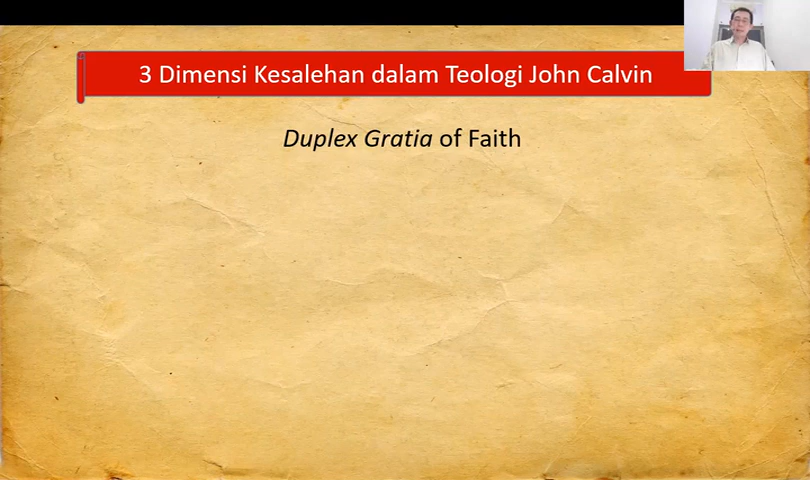 3 Dimensi Kesalehan dalam Teologi John Calvin
Duplex Gratia of Faith